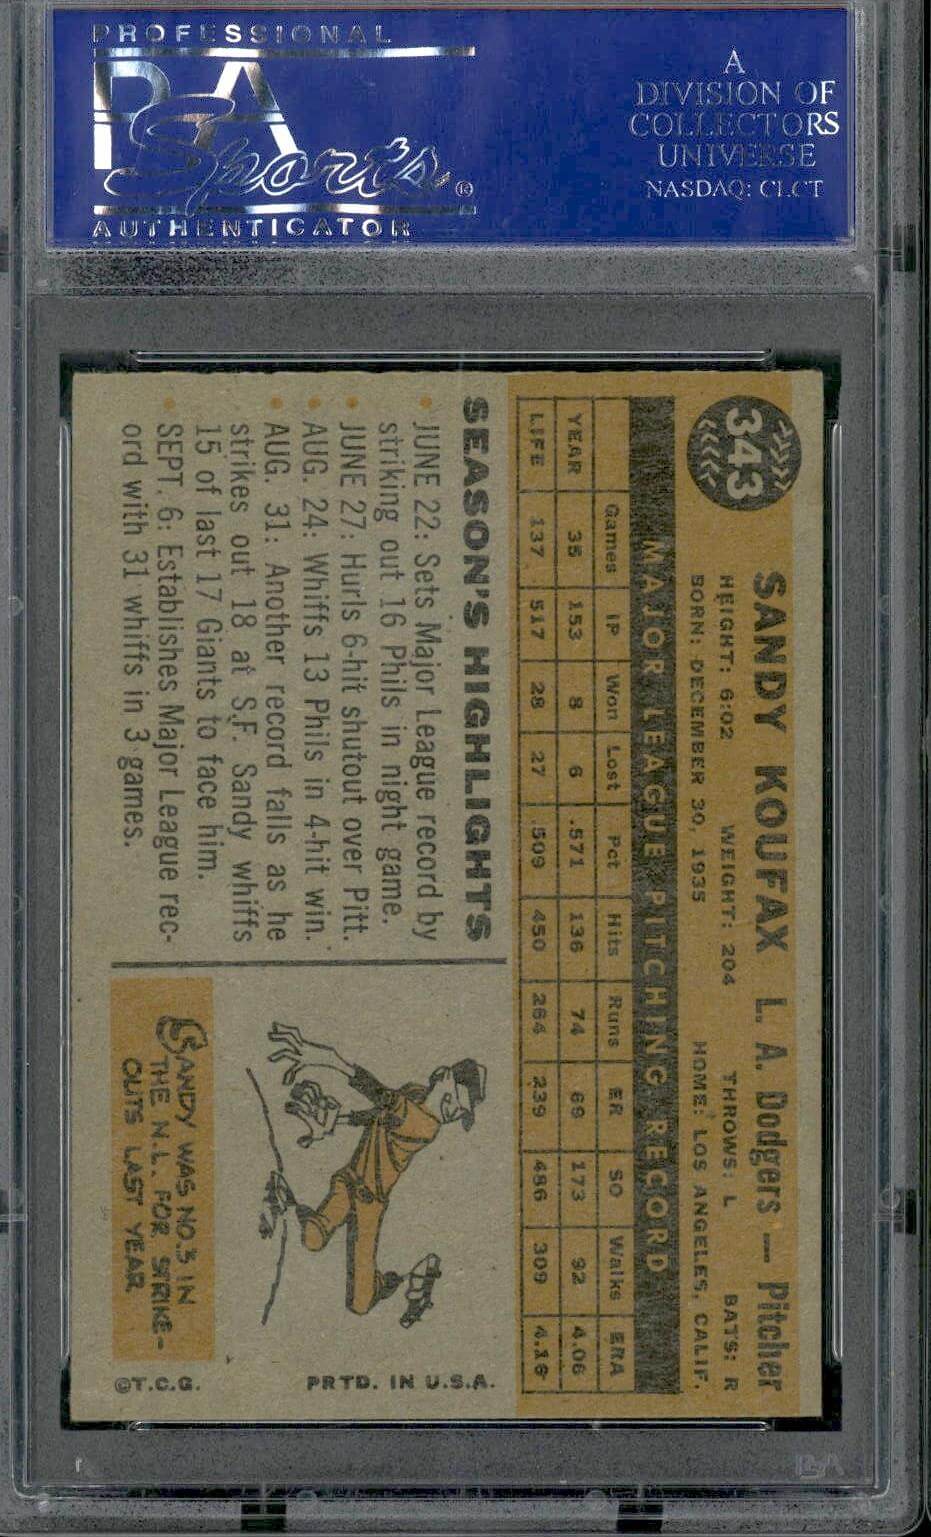 PROFESSIONAL
PSA
Sports®
AUTHENTICATOR
A
DIVISION OF
COLLECTORS
UNIVERSE
NASDAQ: CLCT
343
SANDY KOUFAX L. A. Dodgers — Pitcher
HEIGHT: 6:02 WEIGHT: 204 THROWS: L BATS: R
BORN: DECEMBER 30, 1935 HOME: LOS ANGELES, CALIF.
MAJOR LEAGUE PITCHING RECORD
Games IP Won Lost Pct Hits Runs ER SO Walks ERA
YEAR 35 153 8 6 .571 136 74 69 173 92 4.06
LIFE 137 517 28 27 .509 450 264 239 486 309 4.16
SEASON'S HIGHLIGHTS
• JUNE 22: Sets Major League record by
striking out 16 Phils in night game.
• JUNE 27: Hurls 6-hit shutout over Pitt.
• AUG. 24: Whiffs 13 Phils in 4-hit win.
• AUG. 31: Another record falls as he
strikes out 18 at S.F. Sandy whiffs
15 of last 17 Giants to face him.
• SEPT. 6: Establishes Major League rec-
ord with 31 whiffs in 3 games.
SANDY WAS NO.3 IN
THE N.L. FOR STRIKE-
OUTS LAST YEAR
©T.C.G. PRTD. IN U.S.A.